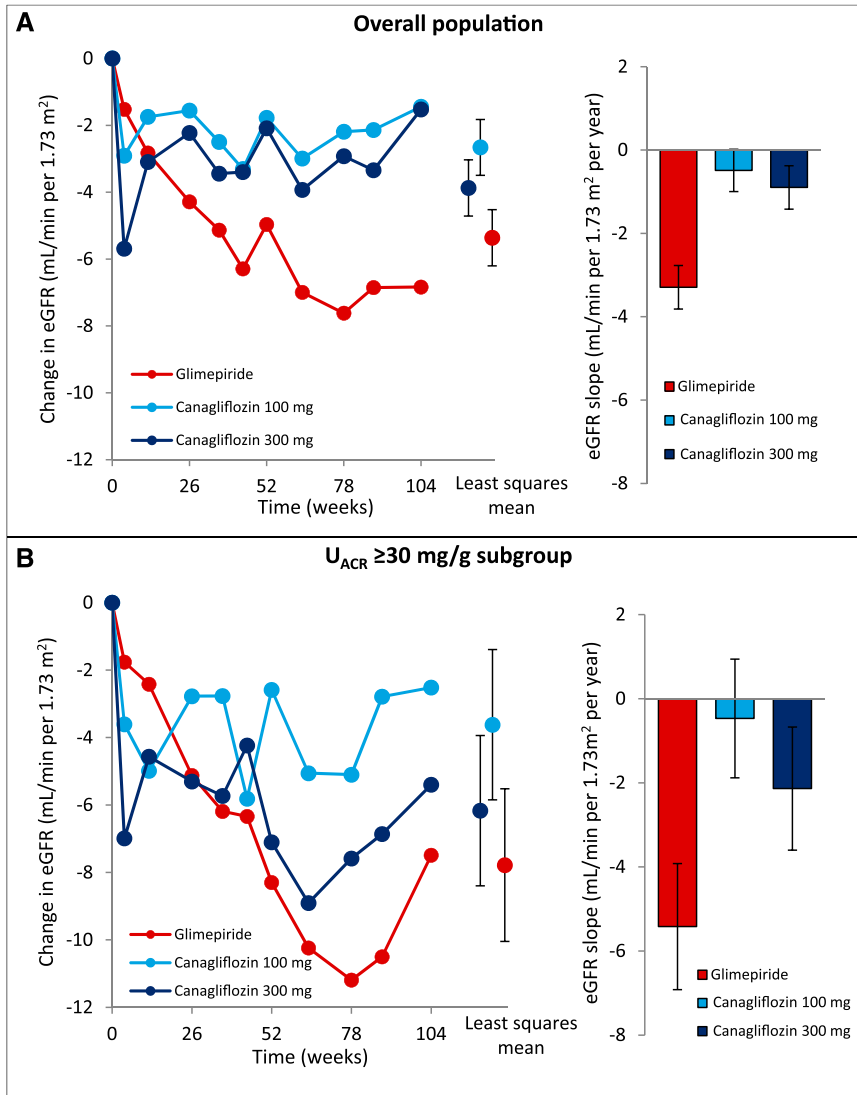 A
Overall population
Change in eGFR (mL/min per 1.73 m²)
0
-2
-4
-6
-8
-10
-12
Glimepiride
Canagliflozin 100 mg
Canagliflozin 300 mg
0 26 52 78 104
Time (weeks)
Least squares
mean
eGFR slope (mL/min per 1.73 m² per year)
2
0
-2
-4
-6
-8
Glimepiride
Canagliflozin 100 mg
Canagliflozin 300 mg
B
U_ACR ≥30 mg/g subgroup
Change in eGFR (mL/min per 1.73 m²)
0
-2
-4
-6
-8
-10
-12
Glimepiride
Canagliflozin 100 mg
Canagliflozin 300 mg
0 26 52 78 104
Time (weeks)
Least squares
mean
eGFR slope (mL/min per 1.73m² per year)
2
0
-2
-4
-6
-8
Glimepiride
Canagliflozin 100 mg
Canagliflozin 300 mg